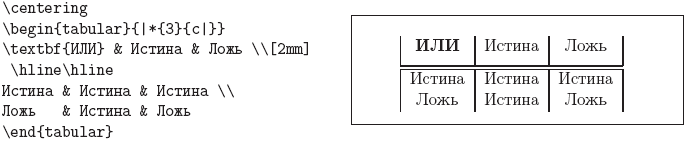 \centering
\begin{tabular}{|*{3}{c|}}
\textbf{ИЛИ} & Истина & Ложь \\[2mm]
\hline\hline
Истина & Истина & Истина \\
Ложь & Истина & Ложь
\end{tabular}
ИЛИ Истина Ложь
Истина Истина Истина
Ложь Истина Ложь